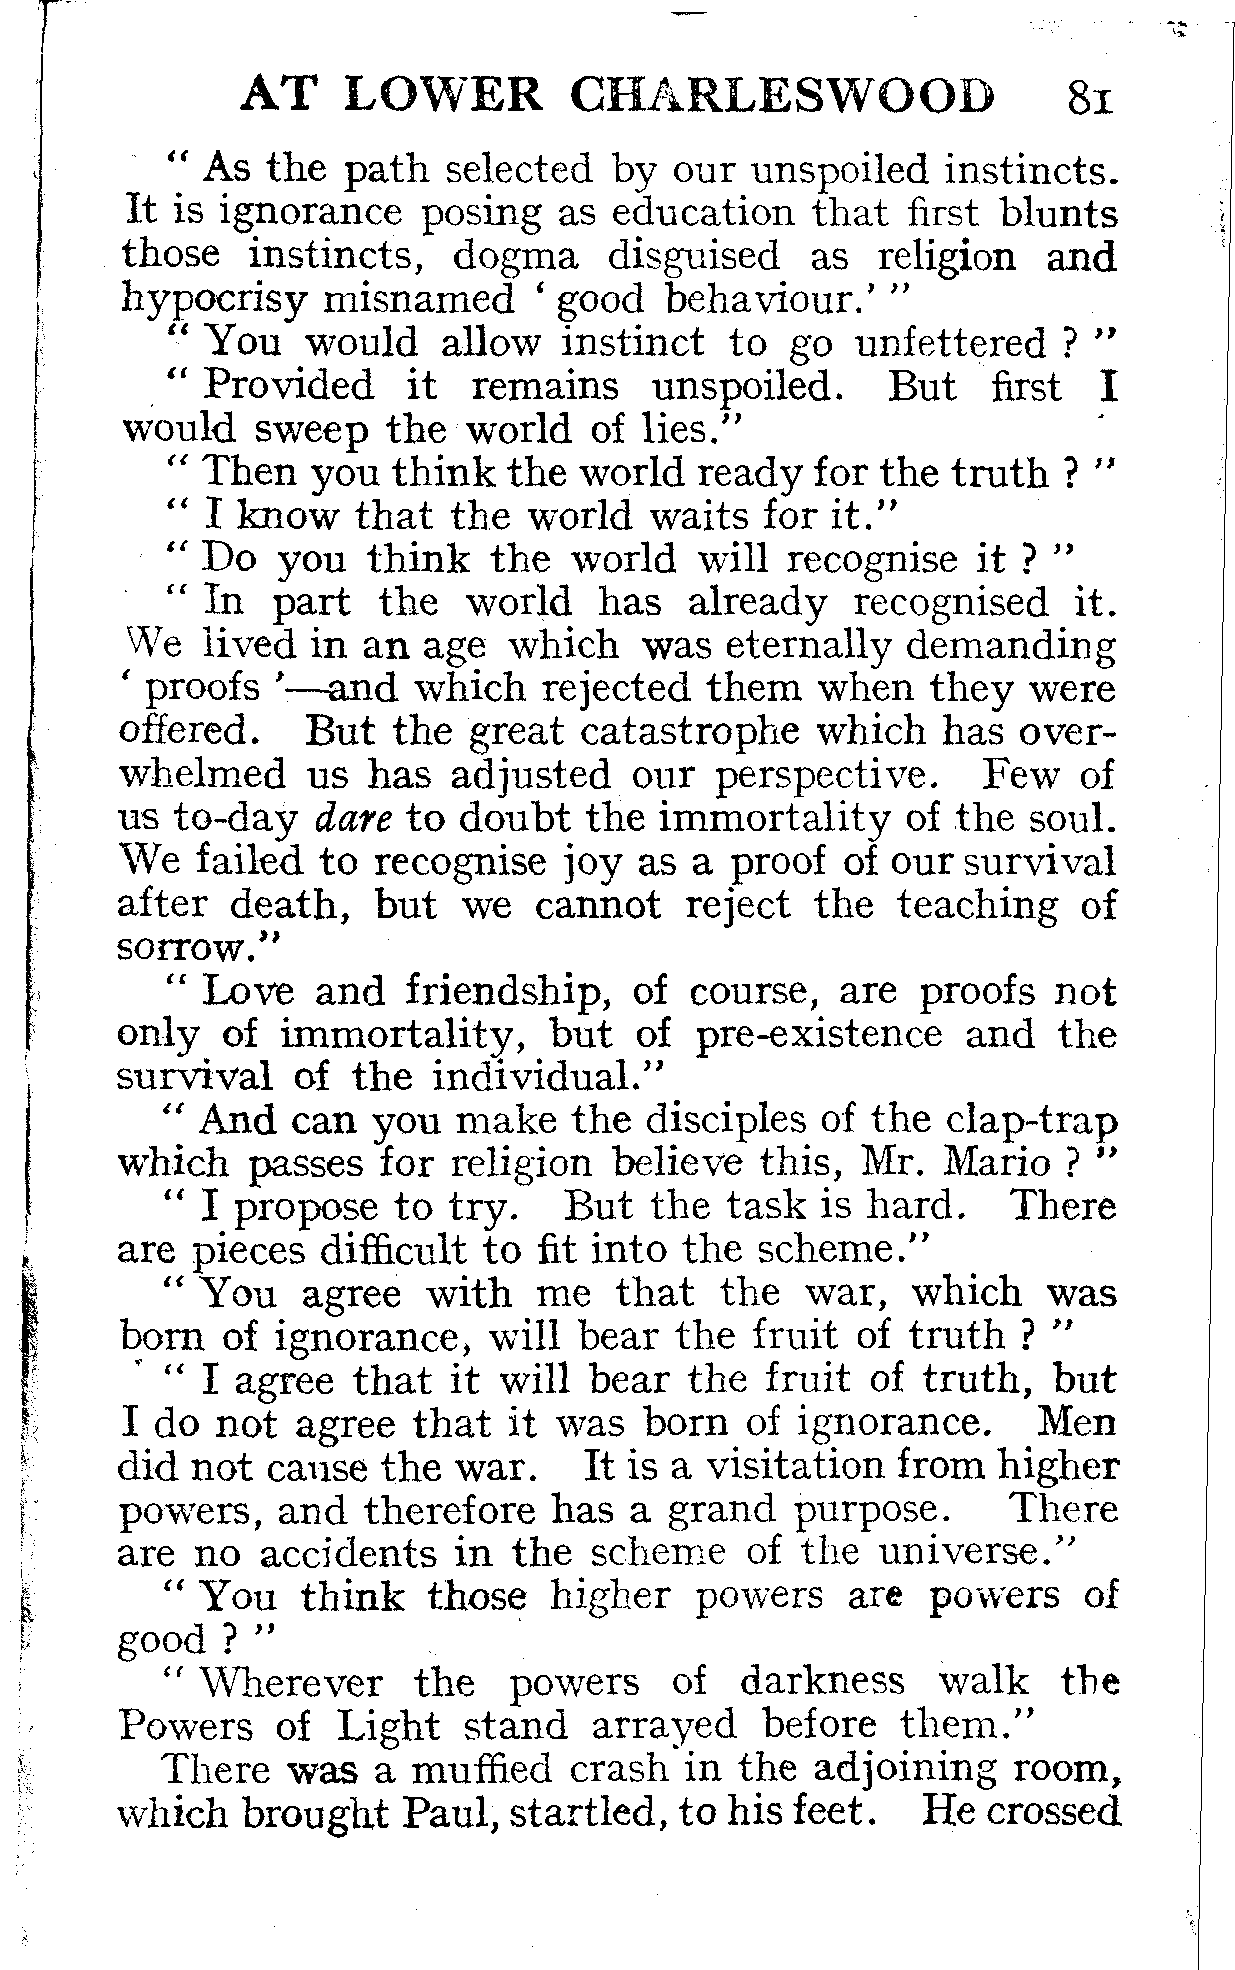 AT LOWER CHARLESWOOD 81
“ As the path selected by our unspoiled instincts.
It is ignorance posing as education that first blunts
those instincts, dogma disguised as religion and
hypocrisy misnamed ‘ good behaviour.’ ”
“ You would allow instinct to go unfettered ? ”
“ Provided it remains unspoiled. But first I
would sweep the world of lies.”
“ Then you think the world ready for the truth ? ”
“ I know that the world waits for it.”
“ Do you think the world will recognise it ? ”
“ In part the world has already recognised it.
We lived in an age which was eternally demanding
‘ proofs ’—and which rejected them when they were
offered. But the great catastrophe which has over-
whelmed us has adjusted our perspective. Few of
us to-day dare to doubt the immortality of the soul.
We failed to recognise joy as a proof of our survival
after death, but we cannot reject the teaching of
sorrow.”
“ Love and friendship, of course, are proofs not
only of immortality, but of pre-existence and the
survival of the individual.”
“ And can you make the disciples of the clap-trap
which passes for religion believe this, Mr. Mario ? ”
“ I propose to try. But the task is hard. There
are pieces difficult to fit into the scheme.”
“ You agree with me that the war, which was
born of ignorance, will bear the fruit of truth ? ”
“ I agree that it will bear the fruit of truth, but
I do not agree that it was born of ignorance. Men
did not cause the war. It is a visitation from higher
powers, and therefore has a grand purpose. There
are no accidents in the scheme of the universe.”
“ You think those higher powers are powers of
good ? ”
“ Wherever the powers of darkness walk the
Powers of Light stand arrayed before them.”
There was a muffled crash in the adjoining room,
which brought Paul, startled, to his feet. He crossed